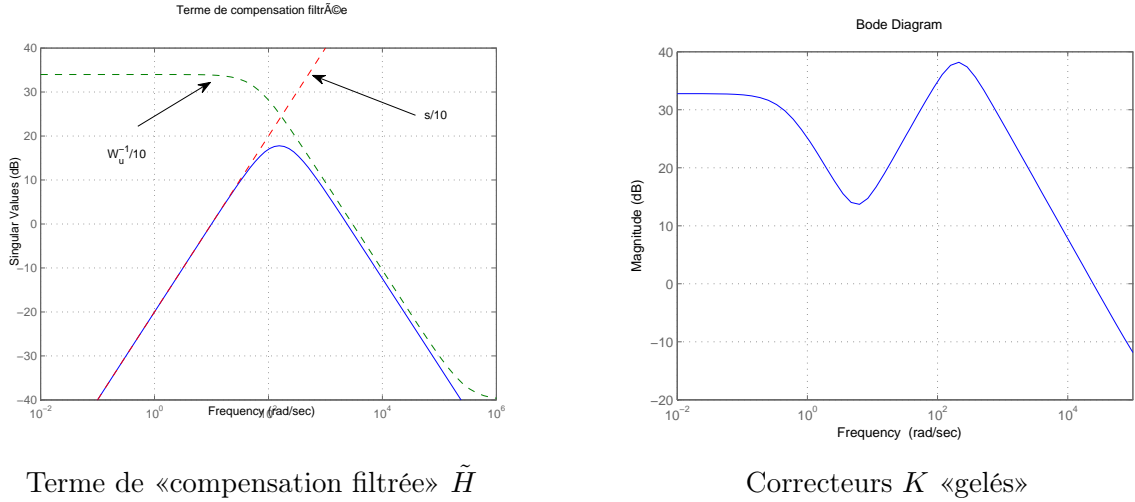 Terme de compensation filtrÃ©e
Singular Values (dB)
40
30
20
10
0
−10
−20
−30
−40
W_u^{-1}/10
s/10
10^{-2}
10^0
10^2
10^4
10^6
Frequency (rad/sec)
Terme de «compensation filtrée» H̃
Bode Diagram
Magnitude (dB)
40
30
20
10
0
−10
−20
10^{-2}
10^0
10^2
10^4
Frequency (rad/sec)
Correcteurs K «gelés»